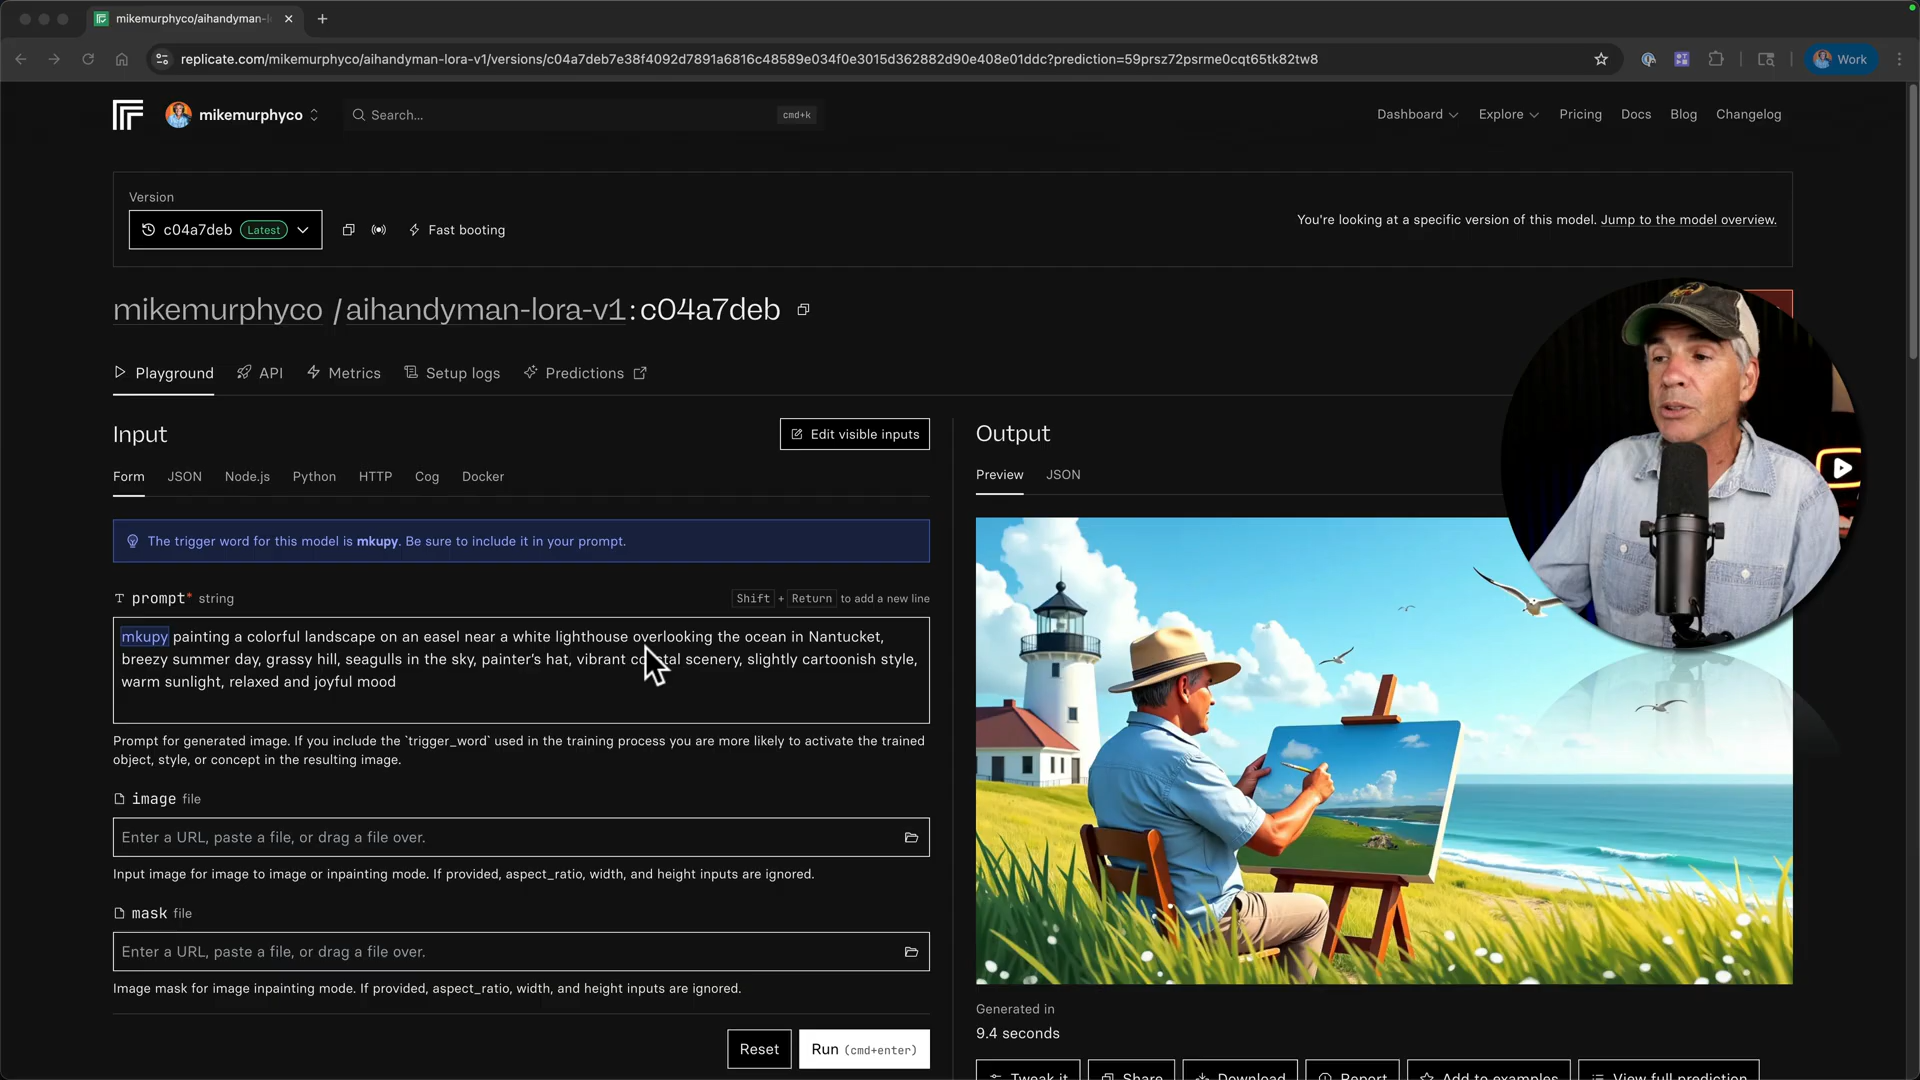 mikemurphyco/aihandyman-l
replicate.com/mikemurphyco/aihandyman-lora-v1/versions/c04a7deb7e38f4092d7891a6816c48589e034f0e3015d362882d90e408e01ddc?prediction=59prsz72psrme0cqt65tk82tw8
Work
mikemurphyco
Search...
cmd+k
Dashboard
Explore
Pricing
Docs
Blog
Changelog
Version
c04a7deb
Latest
Fast booting
You're looking at a specific version of this model. Jump to the model overview.
mikemurphyco /aihandyman-lora-v1:c04a7deb
Playground
API
Metrics
Setup logs
Predictions
Input
Edit visible inputs
Output
Form
JSON
Node.js
Python
HTTP
Cog
Docker
Preview
JSON
The trigger word for this model is mkupy. Be sure to include it in your prompt.
prompt* string
Shift + Return to add a new line
mkupy painting a colorful landscape on an easel near a white lighthouse overlooking the ocean in Nantucket,
breezy summer day, grassy hill, seagulls in the sky, painter's hat, vibrant coastal scenery, slightly cartoonish style,
warm sunlight, relaxed and joyful mood
Prompt for generated image. If you include the `trigger_word` used in the training process you are more likely to activate the trained
object, style, or concept in the resulting image.
image file
Enter a URL, paste a file, or drag a file over.
Input image for image to image or inpainting mode. If provided, aspect_ratio, width, and height inputs are ignored.
mask file
Enter a URL, paste a file, or drag a file over.
Image mask for image inpainting mode. If provided, aspect_ratio, width, and height inputs are ignored.
Generated in
9.4 seconds
Reset
Run (cmd+enter)
Tweak it
Share
Download
Report
Add to examples
View full prediction